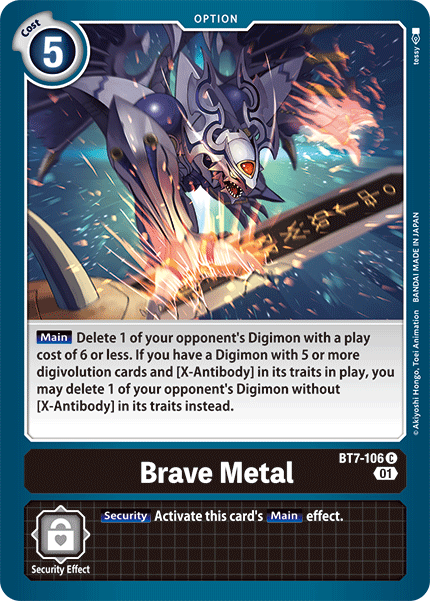 OPTION
Cost
5
tessy
Main Delete 1 of your opponent's Digimon with a play
cost of 6 or less. If you have a Digimon with 5 or more
digivolution cards and [X-Antibody] in its traits in play, you
may delete 1 of your opponent's Digimon without
[X-Antibody] in its traits instead.
©Akiyoshi Hongo, Toei Animation BANDAI MADE IN JAPAN
BT7-106 C
Brave Metal
01
Security Activate this card's Main effect.
Security Effect